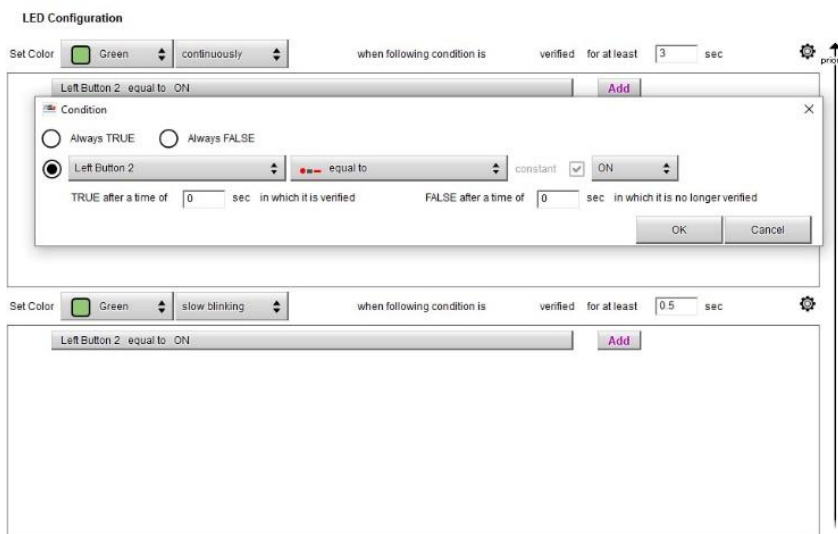 LED Configuration
Set Color Green continuously when following condition is verified for at least 3 sec
Left Button 2 equal to ON Add
Condition
Always TRUE Always FALSE
Left Button 2 equal to constant ON
TRUE after a time of 0 sec in which it is verified FALSE after a time of 0 sec in which it is no longer verified
OK Cancel
Set Color Green slow blinking when following condition is verified for at least 0.5 sec
Left Button 2 equal to ON Add